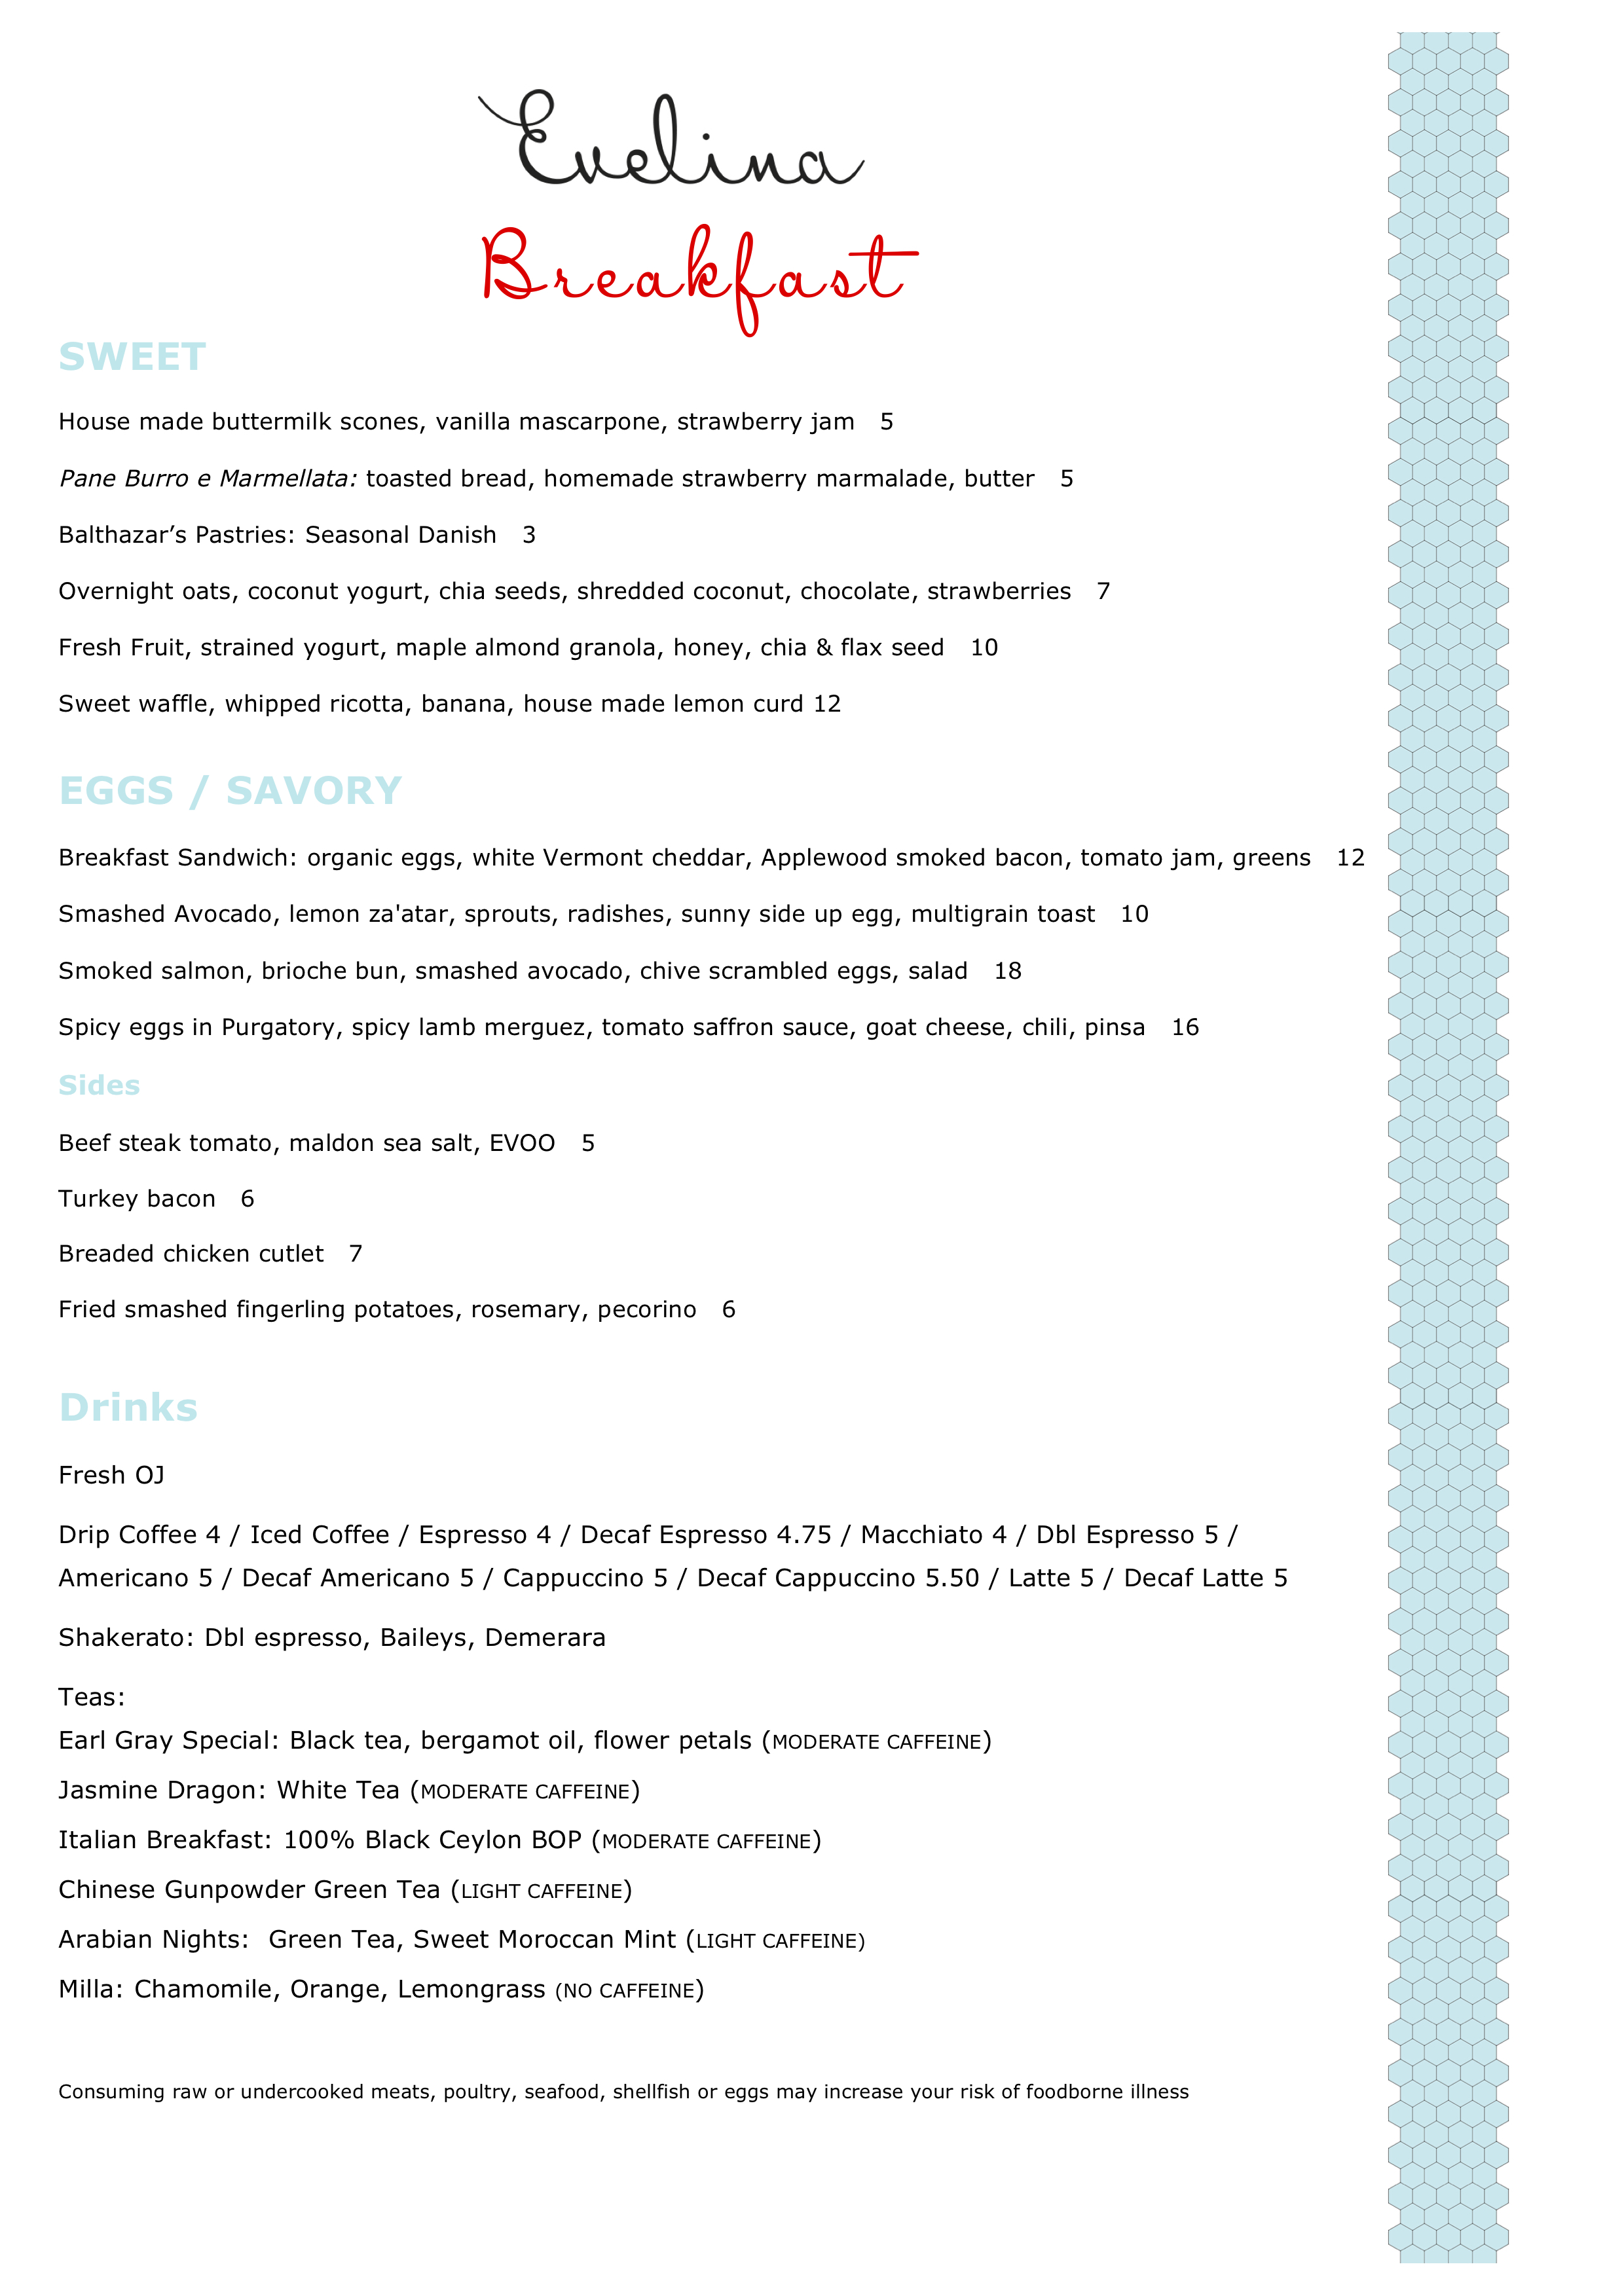 Evelina
Breakfast
SWEET
House made buttermilk scones, vanilla mascarpone, strawberry jam 5
Pane Burro e Marmellata: toasted bread, homemade strawberry marmalade, butter 5
Balthazar’s Pastries: Seasonal Danish 3
Overnight oats, coconut yogurt, chia seeds, shredded coconut, chocolate, strawberries 7
Fresh Fruit, strained yogurt, maple almond granola, honey, chia & flax seed 10
Sweet waffle, whipped ricotta, banana, house made lemon curd 12
EGGS / SAVORY
Breakfast Sandwich: organic eggs, white Vermont cheddar, Applewood smoked bacon, tomato jam, greens 12
Smashed Avocado, lemon za'atar, sprouts, radishes, sunny side up egg, multigrain toast 10
Smoked salmon, brioche bun, smashed avocado, chive scrambled eggs, salad 18
Spicy eggs in Purgatory, spicy lamb merguez, tomato saffron sauce, goat cheese, chili, pinsa 16
Sides
Beef steak tomato, maldon sea salt, EVOO 5
Turkey bacon 6
Breaded chicken cutlet 7
Fried smashed fingerling potatoes, rosemary, pecorino 6
Drinks
Fresh OJ
Drip Coffee 4 / Iced Coffee / Espresso 4 / Decaf Espresso 4.75 / Macchiato 4 / Dbl Espresso 5 /
Americano 5 / Decaf Americano 5 / Cappuccino 5 / Decaf Cappuccino 5.50 / Latte 5 / Decaf Latte 5
Shakerato: Dbl espresso, Baileys, Demerara
Teas:
Earl Gray Special: Black tea, bergamot oil, flower petals (MODERATE CAFFEINE)
Jasmine Dragon: White Tea (MODERATE CAFFEINE)
Italian Breakfast: 100% Black Ceylon BOP (MODERATE CAFFEINE)
Chinese Gunpowder Green Tea (LIGHT CAFFEINE)
Arabian Nights: Green Tea, Sweet Moroccan Mint (LIGHT CAFFEINE)
Milla: Chamomile, Orange, Lemongrass (NO CAFFEINE)
Consuming raw or undercooked meats, poultry, seafood, shellfish or eggs may increase your risk of foodborne illness